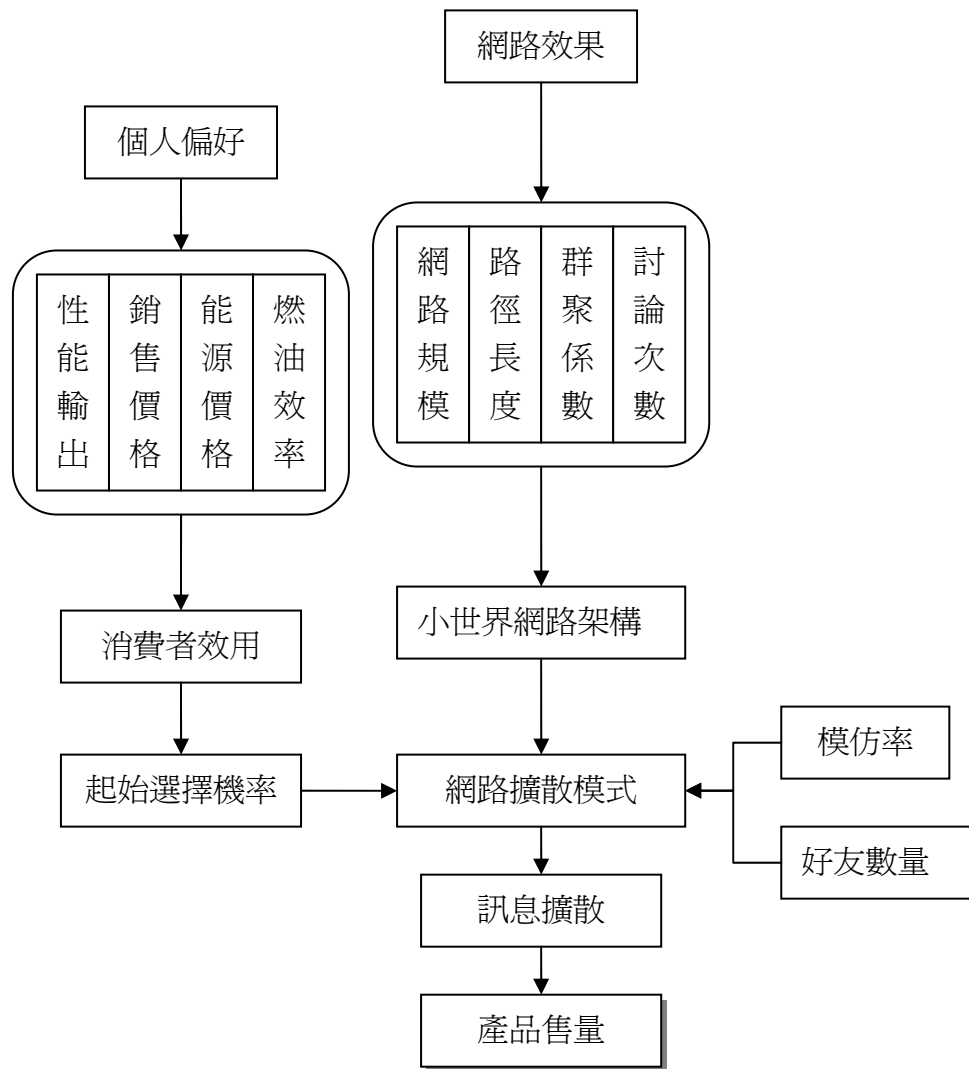 網路效果
個人偏好
性能輸出
銷售價格
能源價格
燃油效率
網路規模
路徑長度
群聚係數
討論次數
消費者效用
小世界網路架構
起始選擇機率
網路擴散模式
模仿率
好友數量
訊息擴散
產品售量